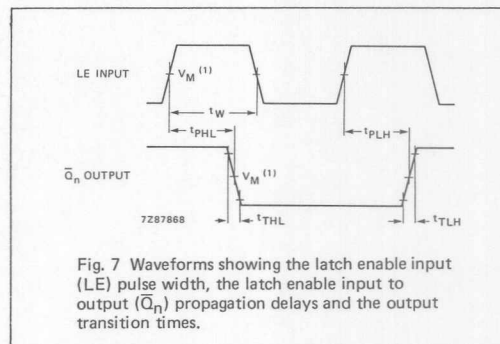 LE INPUT
V_M (1)
t_W
t_PHL
t_PLH
Q̅_n OUTPUT
V_M (1)
7Z87868
t_THL
t_TLH
Fig. 7 Waveforms showing the latch enable input
(LE) pulse width, the latch enable input to
output (Q̅_n) propagation delays and the output
transition times.